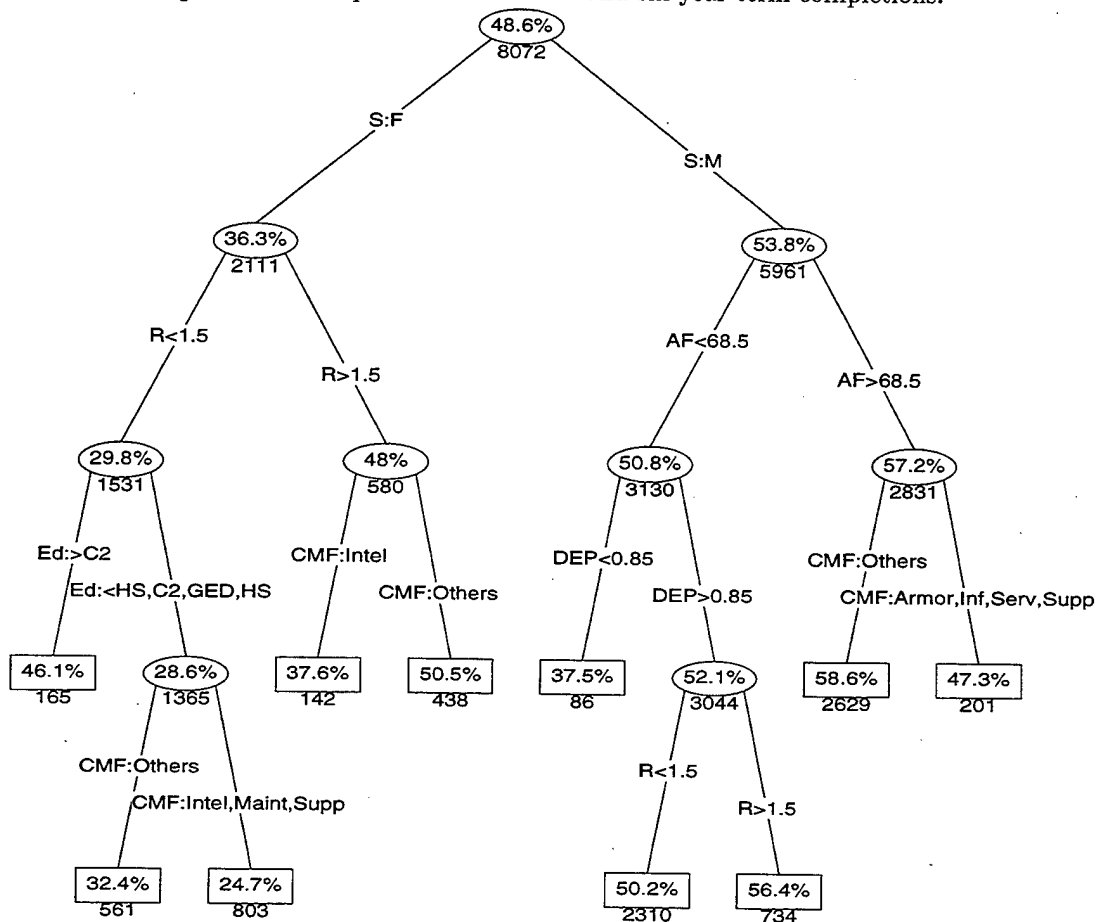 year term completions.
48.6%
8072
S:F
S:M
36.3%
2111
53.8%
5961
R<1.5
R>1.5
AF<68.5
AF>68.5
29.8%
1531
48%
580
50.8%
3130
57.2%
2831
Ed:>C2
Ed:<HS,C2,GED,HS
CMF:Intel
CMF:Others
DEP<0.85
DEP>0.85
CMF:Others
CMF:Armor,Inf,Serv,Supp
46.1%
165
28.6%
1365
37.6%
142
50.5%
438
37.5%
86
52.1%
3044
58.6%
2629
47.3%
201
CMF:Others
CMF:Intel,Maint,Supp
R<1.5
R>1.5
32.4%
561
24.7%
803
50.2%
2310
56.4%
734